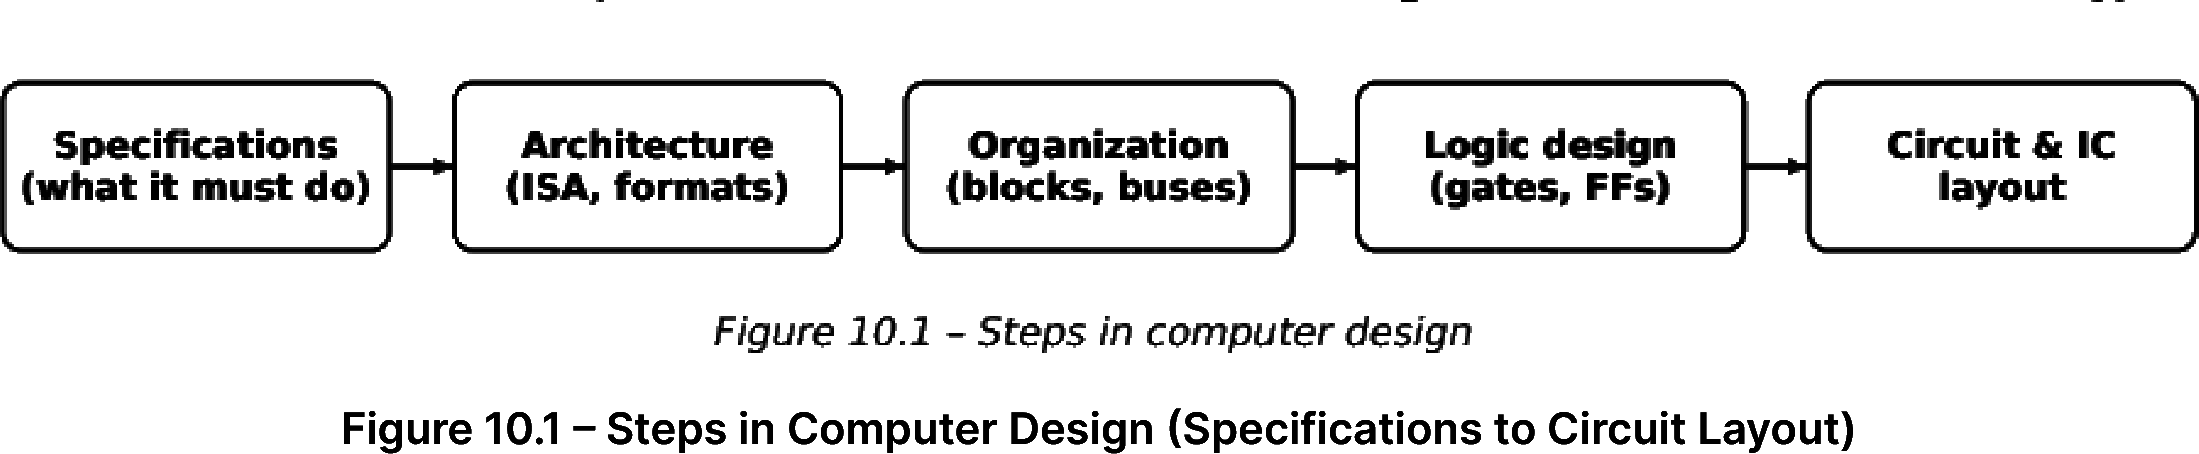 Specifications
(what it must do)
Architecture
(ISA, formats)
Organization
(blocks, buses)
Logic design
(gates, FFs)
Circuit & IC
layout
Figure 10.1 – Steps in computer design
Figure 10.1 – Steps in Computer Design (Specifications to Circuit Layout)